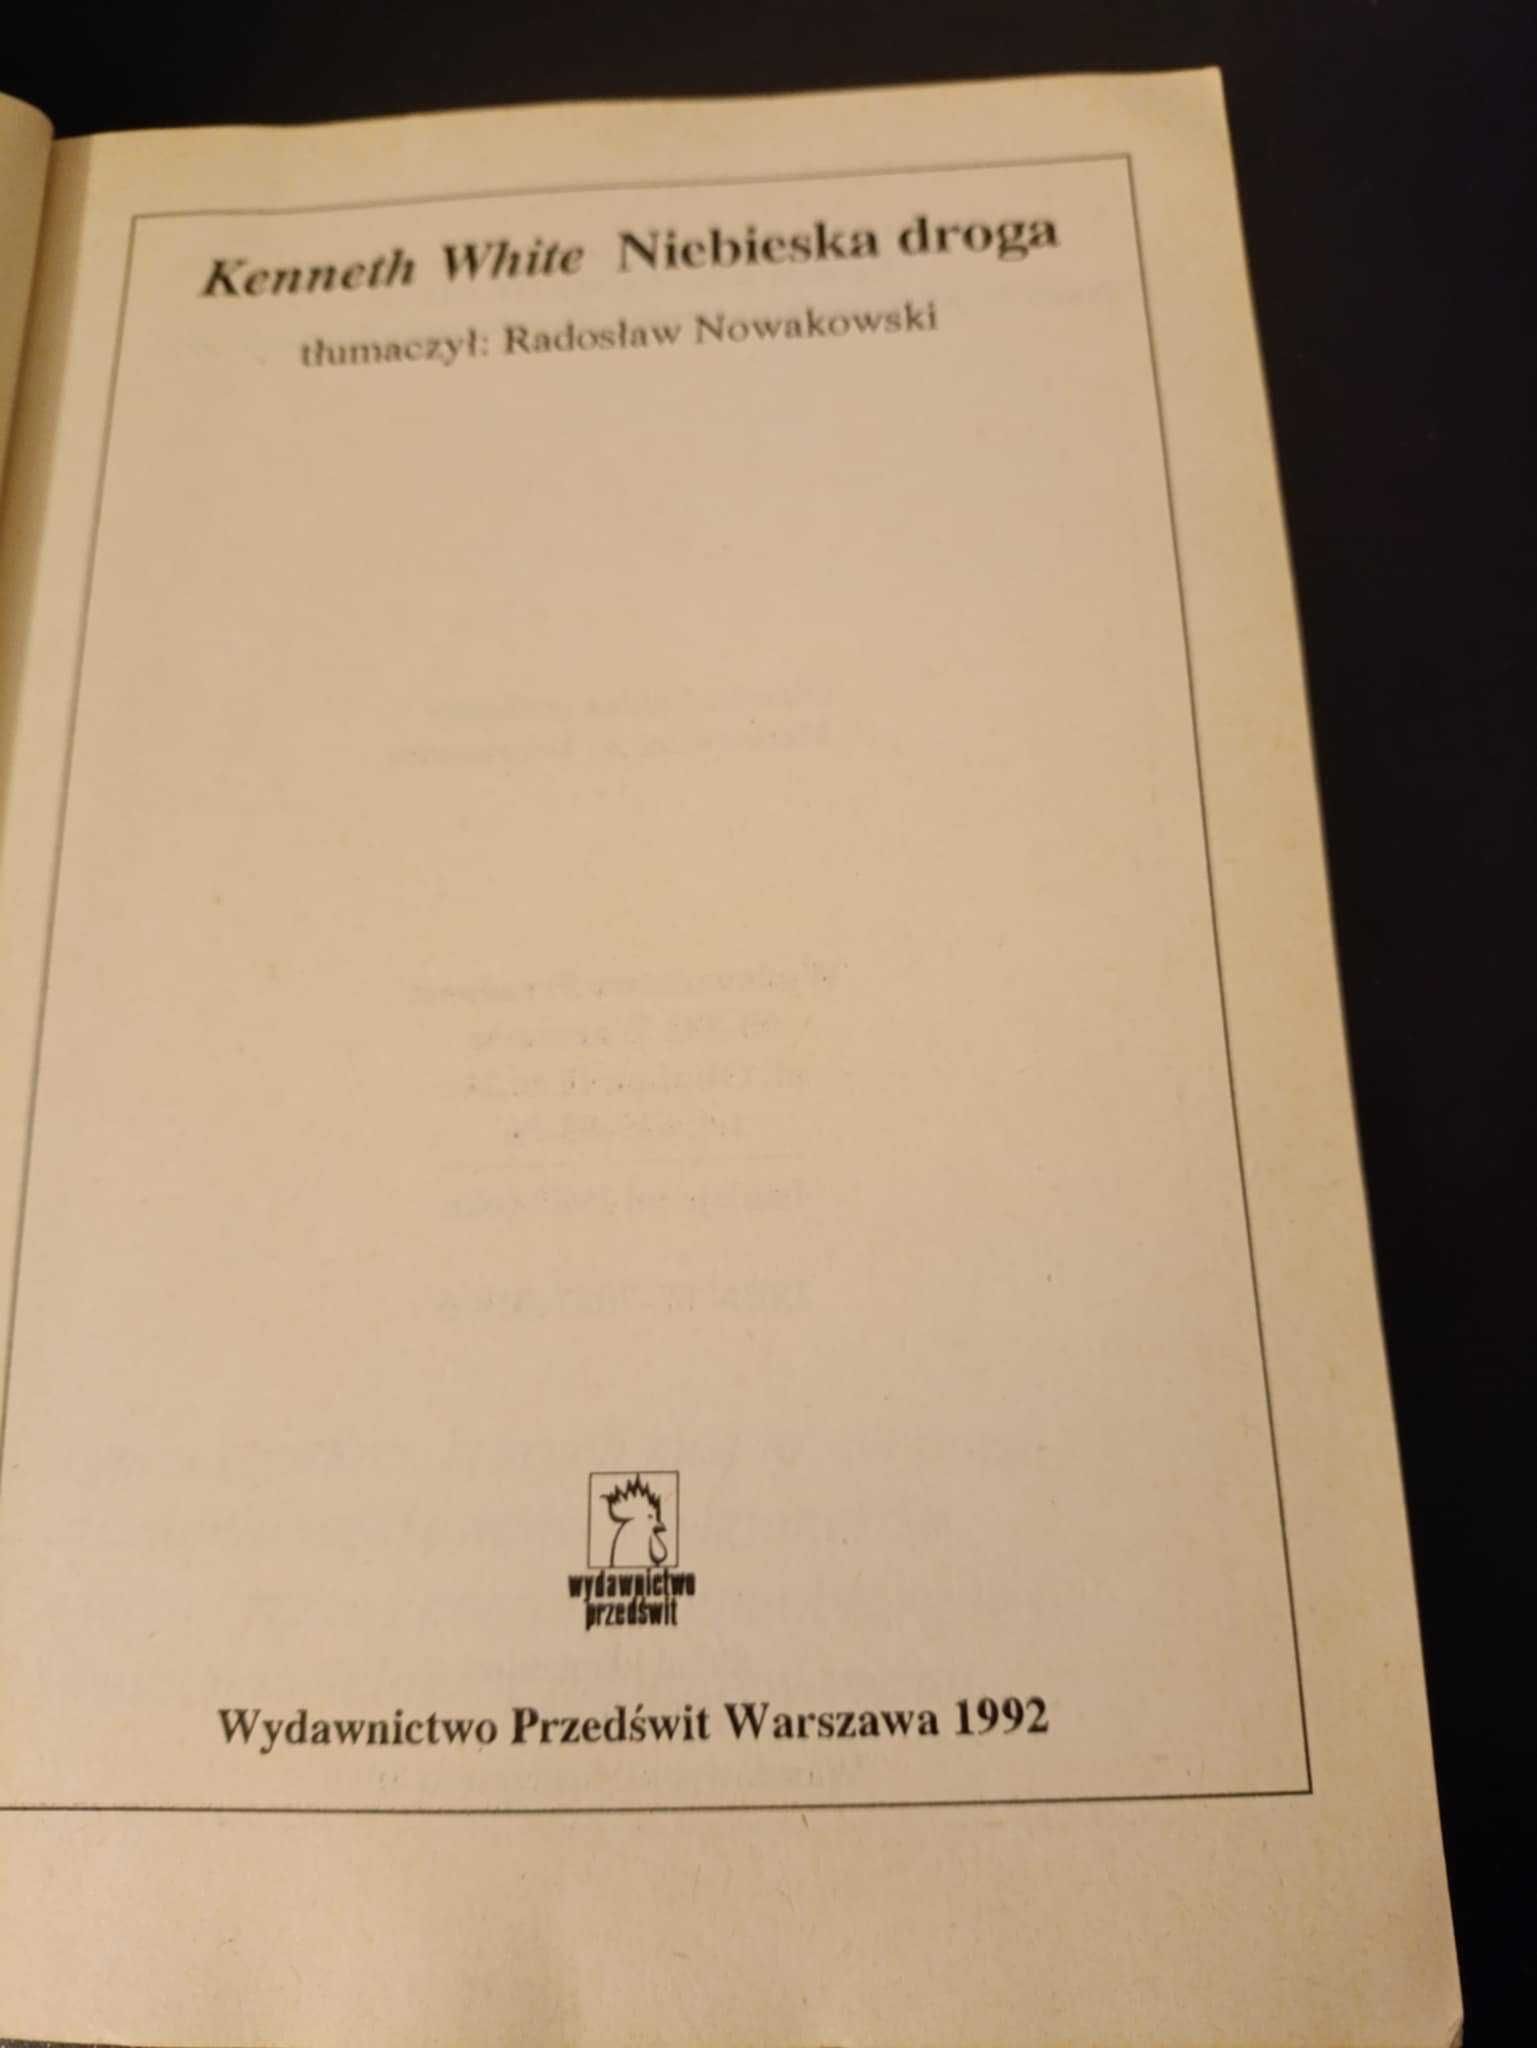 Kenneth White Niebieska droga
tłumaczył: Radosław Nowakowski
wydawnictwo
przedświt
Wydawnictwo Przedświt Warszawa 1992